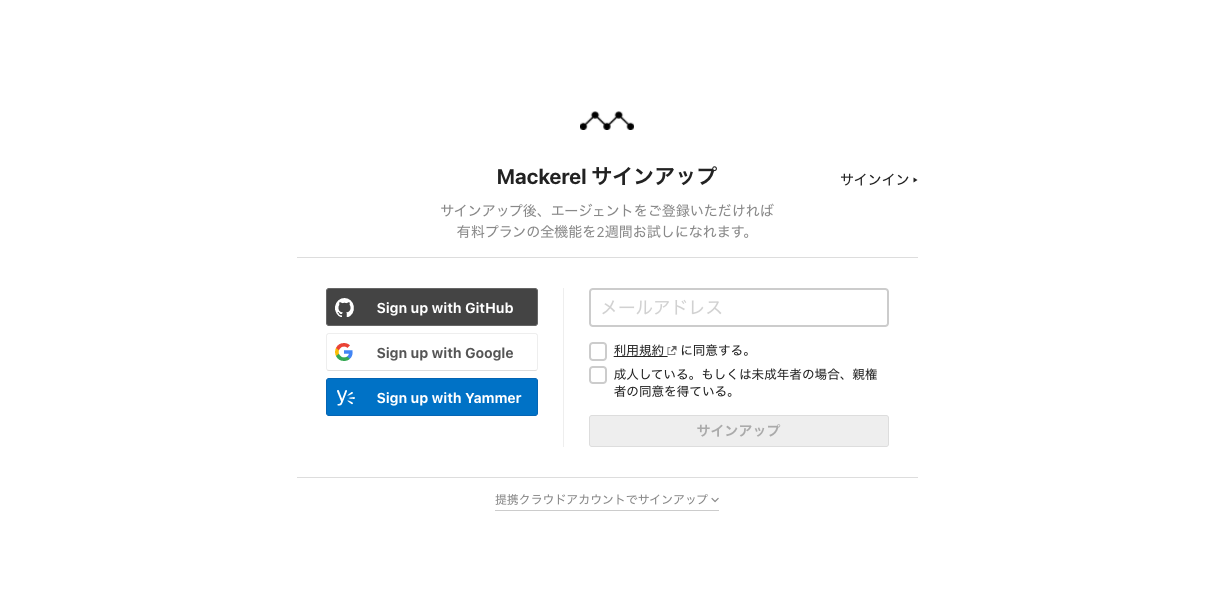 Mackerel サインアップ
サインイン
サインアップ後、エージェントをご登録いただければ
有料プランの全機能を2週間お試しになれます。
Sign up with GitHub
Sign up with Google
Sign up with Yammer
メールアドレス
利用規約 に同意する。
成人している。もしくは未成年者の場合、親権
者の同意を得ている。
サインアップ
提携クラウドアカウントでサインアップ